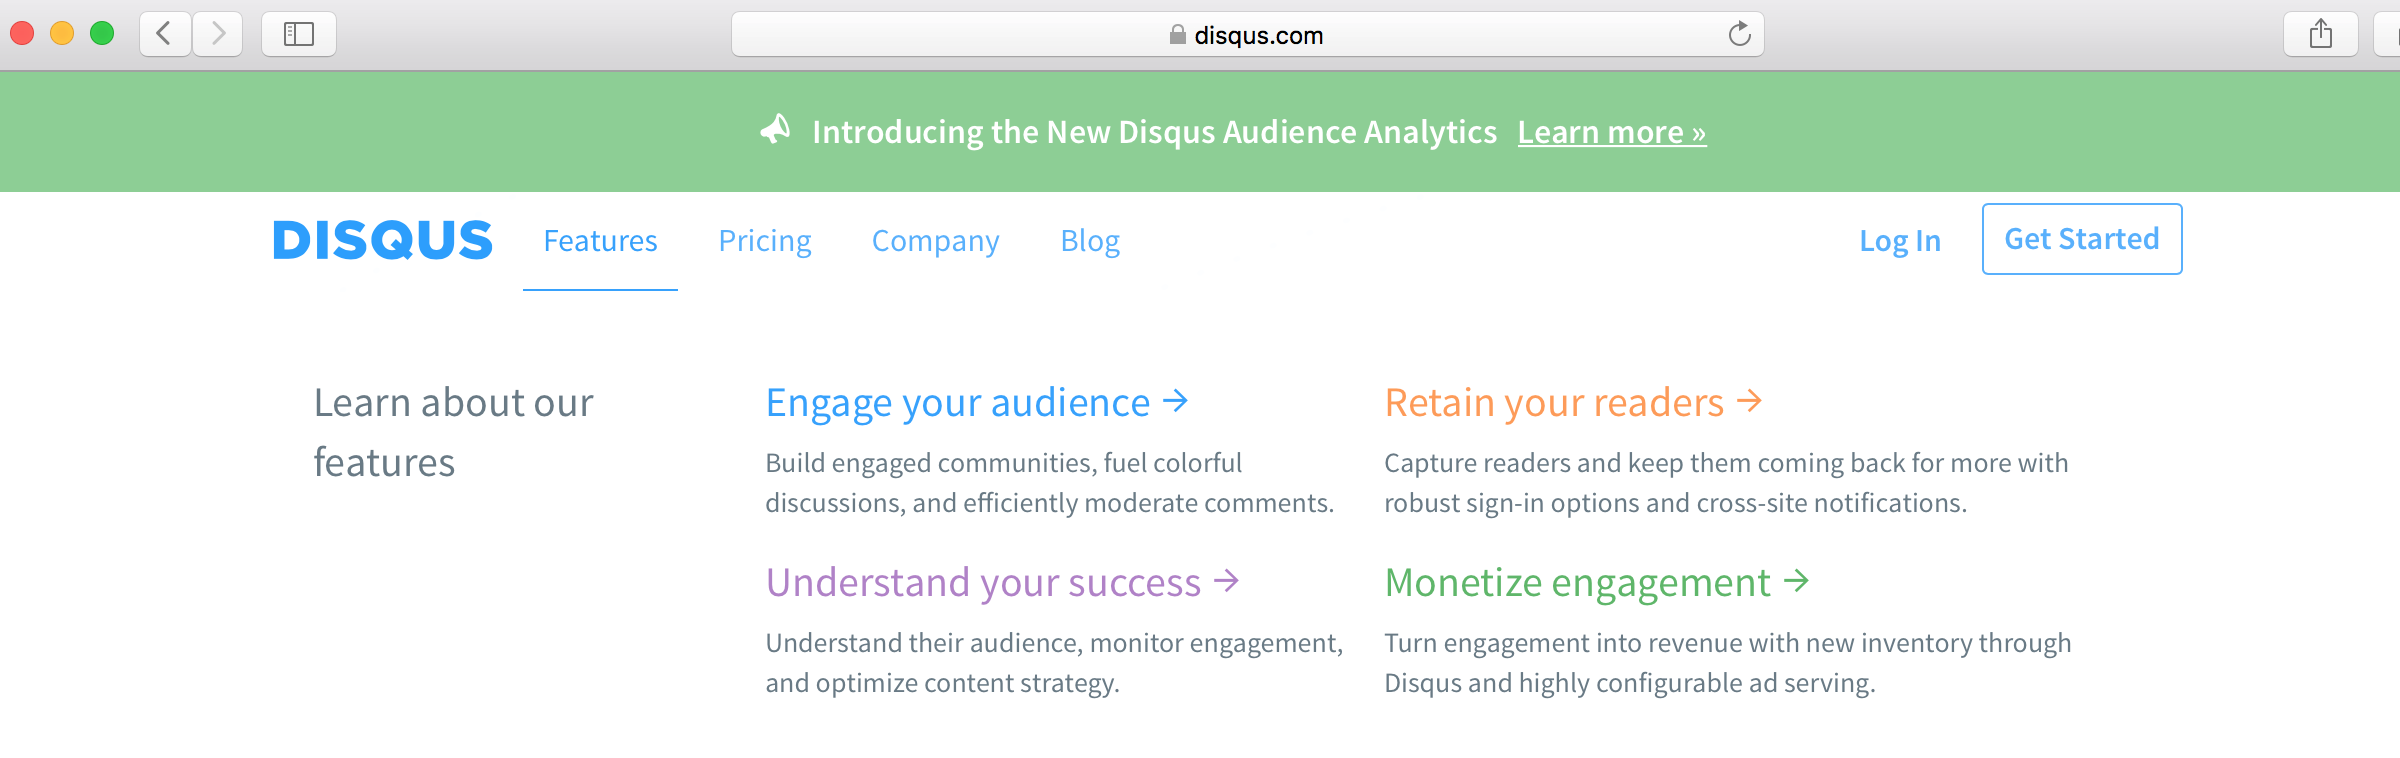 disqus.com
Introducing the New Disqus Audience Analytics Learn more »
DISQUS Features Pricing Company Blog Log In Get Started
Learn about our
features
Engage your audience →
Build engaged communities, fuel colorful
discussions, and efficiently moderate comments.
Retain your readers →
Capture readers and keep them coming back for more with
robust sign-in options and cross-site notifications.
Understand your success →
Understand their audience, monitor engagement,
and optimize content strategy.
Monetize engagement →
Turn engagement into revenue with new inventory through
Disqus and highly configurable ad serving.